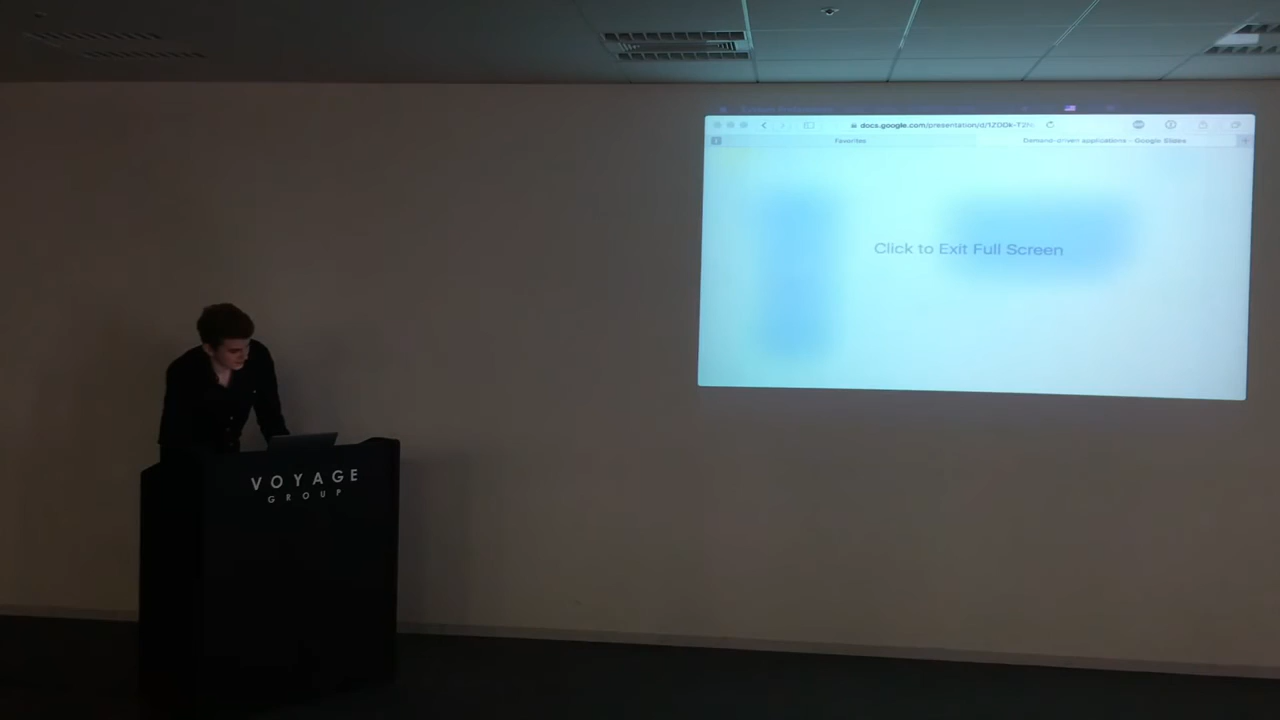 docs.google.com/presentation/d/1ZDDk-T2h
Favorites
Demand-driven applications - Google Slides
Click to Exit Full Screen
VOYAGE
GROUP